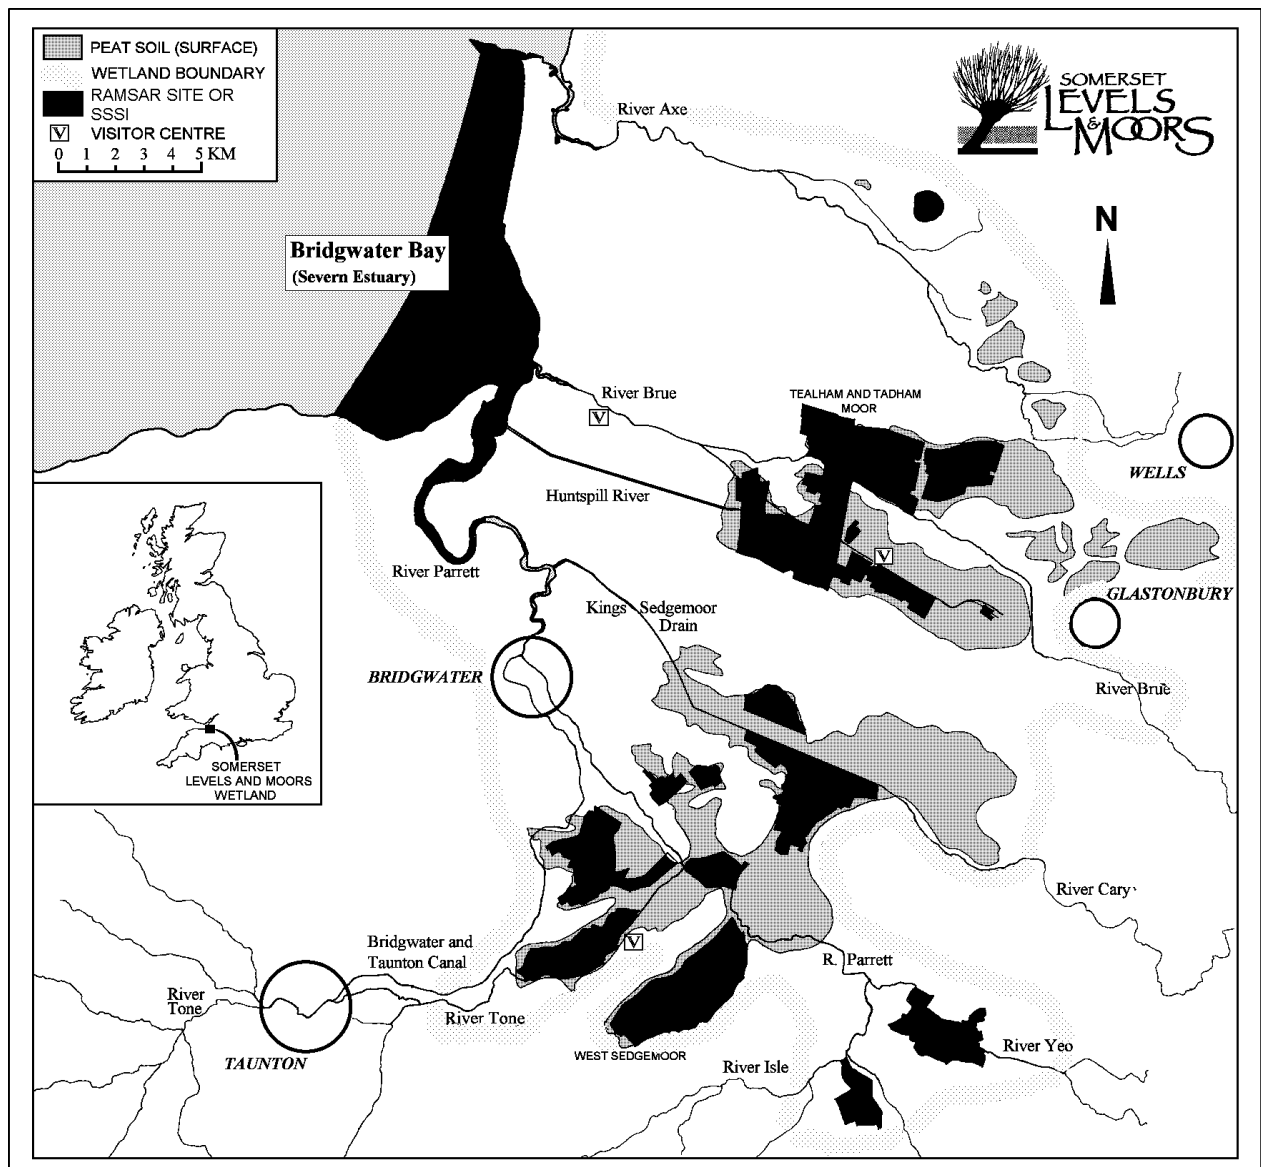 PEAT SOIL (SURFACE)
WETLAND BOUNDARY
RAMSAR SITE OR
SSSI
V VISITOR CENTRE
0 1 2 3 4 5 KM
SOMERSET
LEVELS
&
MOORS
River Axe
N
Bridgwater Bay
(Severn Estuary)
River Brue
V
TEALHAM AND TADHAM
MOOR
WELLS
Huntspill River
River Parrett
V
GLASTONBURY
Kings Sedgemoor
Drain
BRIDGWATER
River Brue
SOMERSET
LEVELS AND MOORS
WETLAND
River Cary
Bridgwater and
Taunton Canal
V
R. Parrett
River
Tone
River Tone
TAUNTON
WEST SEDGEMOOR
River Isle
River Yeo